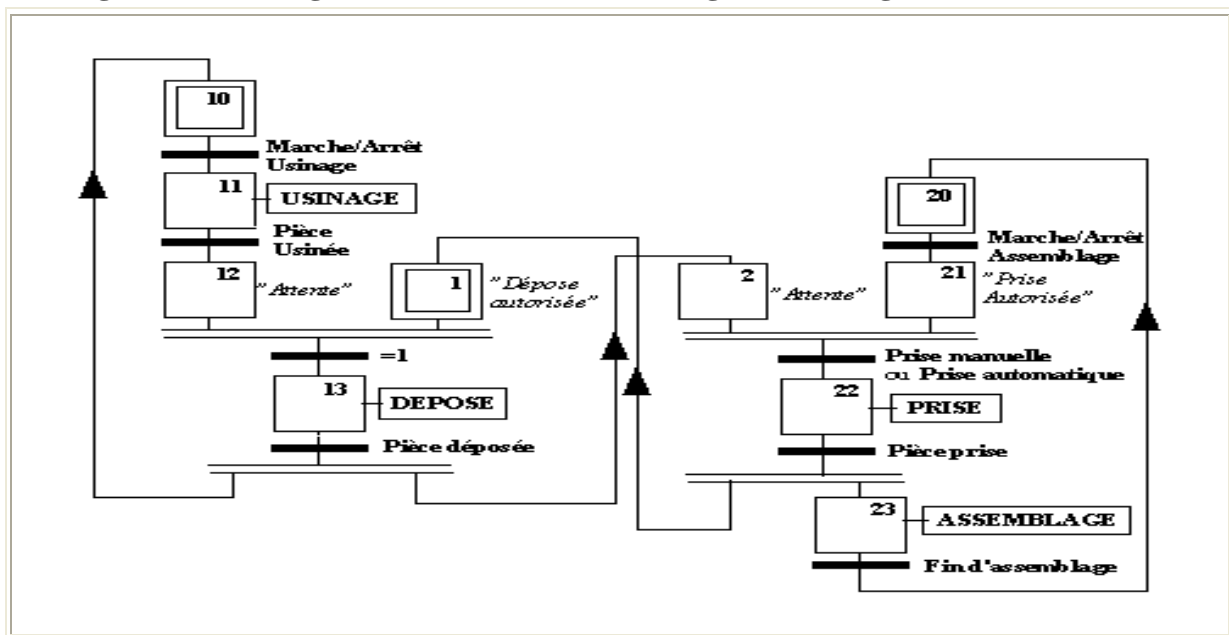 10
Marche/Arrêt
Usinage
11
USINAGE
Pièce
Usinée
12
"Attente"
1
"Dépose
autorisée"
=1
13
DEPOSE
Pièce déposée
2
"Attente"
20
Marche/Arrêt
Assemblage
21
"Prise
Autorisée"
Prise manuelle
ou Prise automatique
22
PRISE
Pièce prise
23
ASSEMBLAGE
Fin d'assemblage